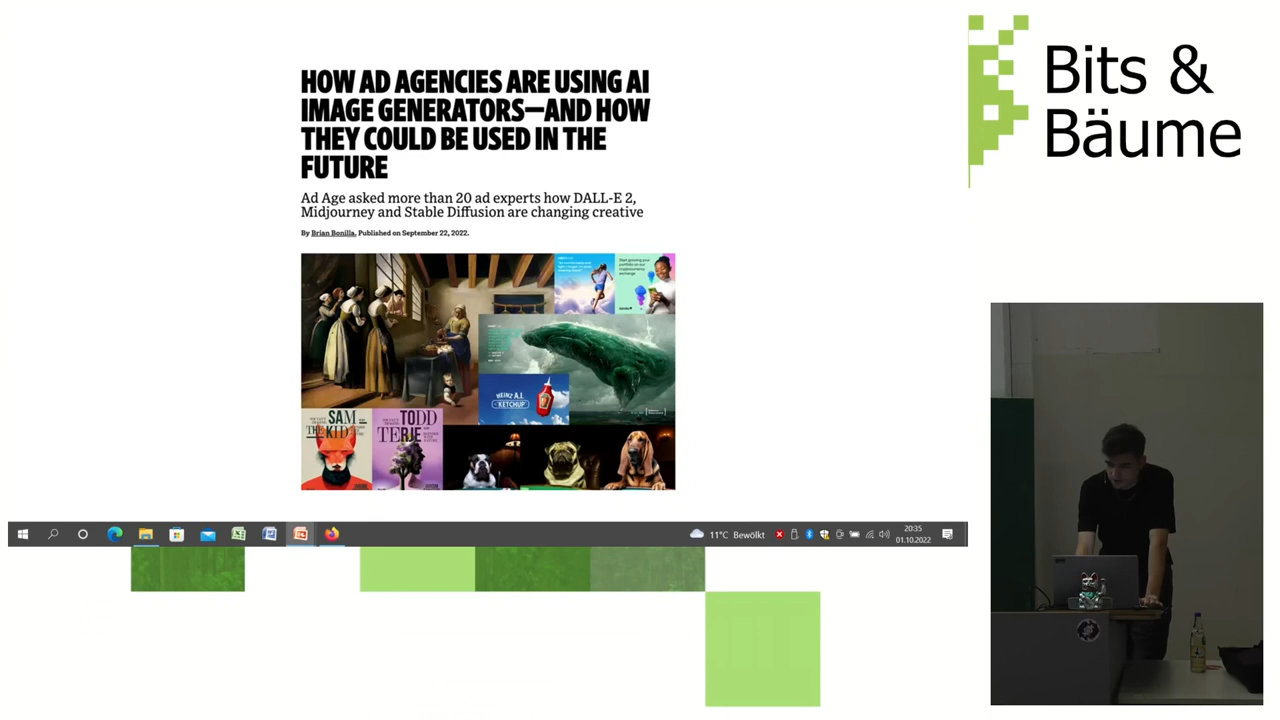 HOW AD AGENCIES ARE USING AI
IMAGE GENERATORS—AND HOW
THEY COULD BE USED IN THE
FUTURE
Ad Age asked more than 20 ad experts how DALL-E 2,
Midjourney and Stable Diffusion are changing creative
By Brian Bonilla. Published on September 22, 2022.
HEINZ A.I.
KETCHUP
SAM
THE KID
TODD
TERJE
11°C Bewölkt
20:35
01.10.2022
Bits &
Bäume